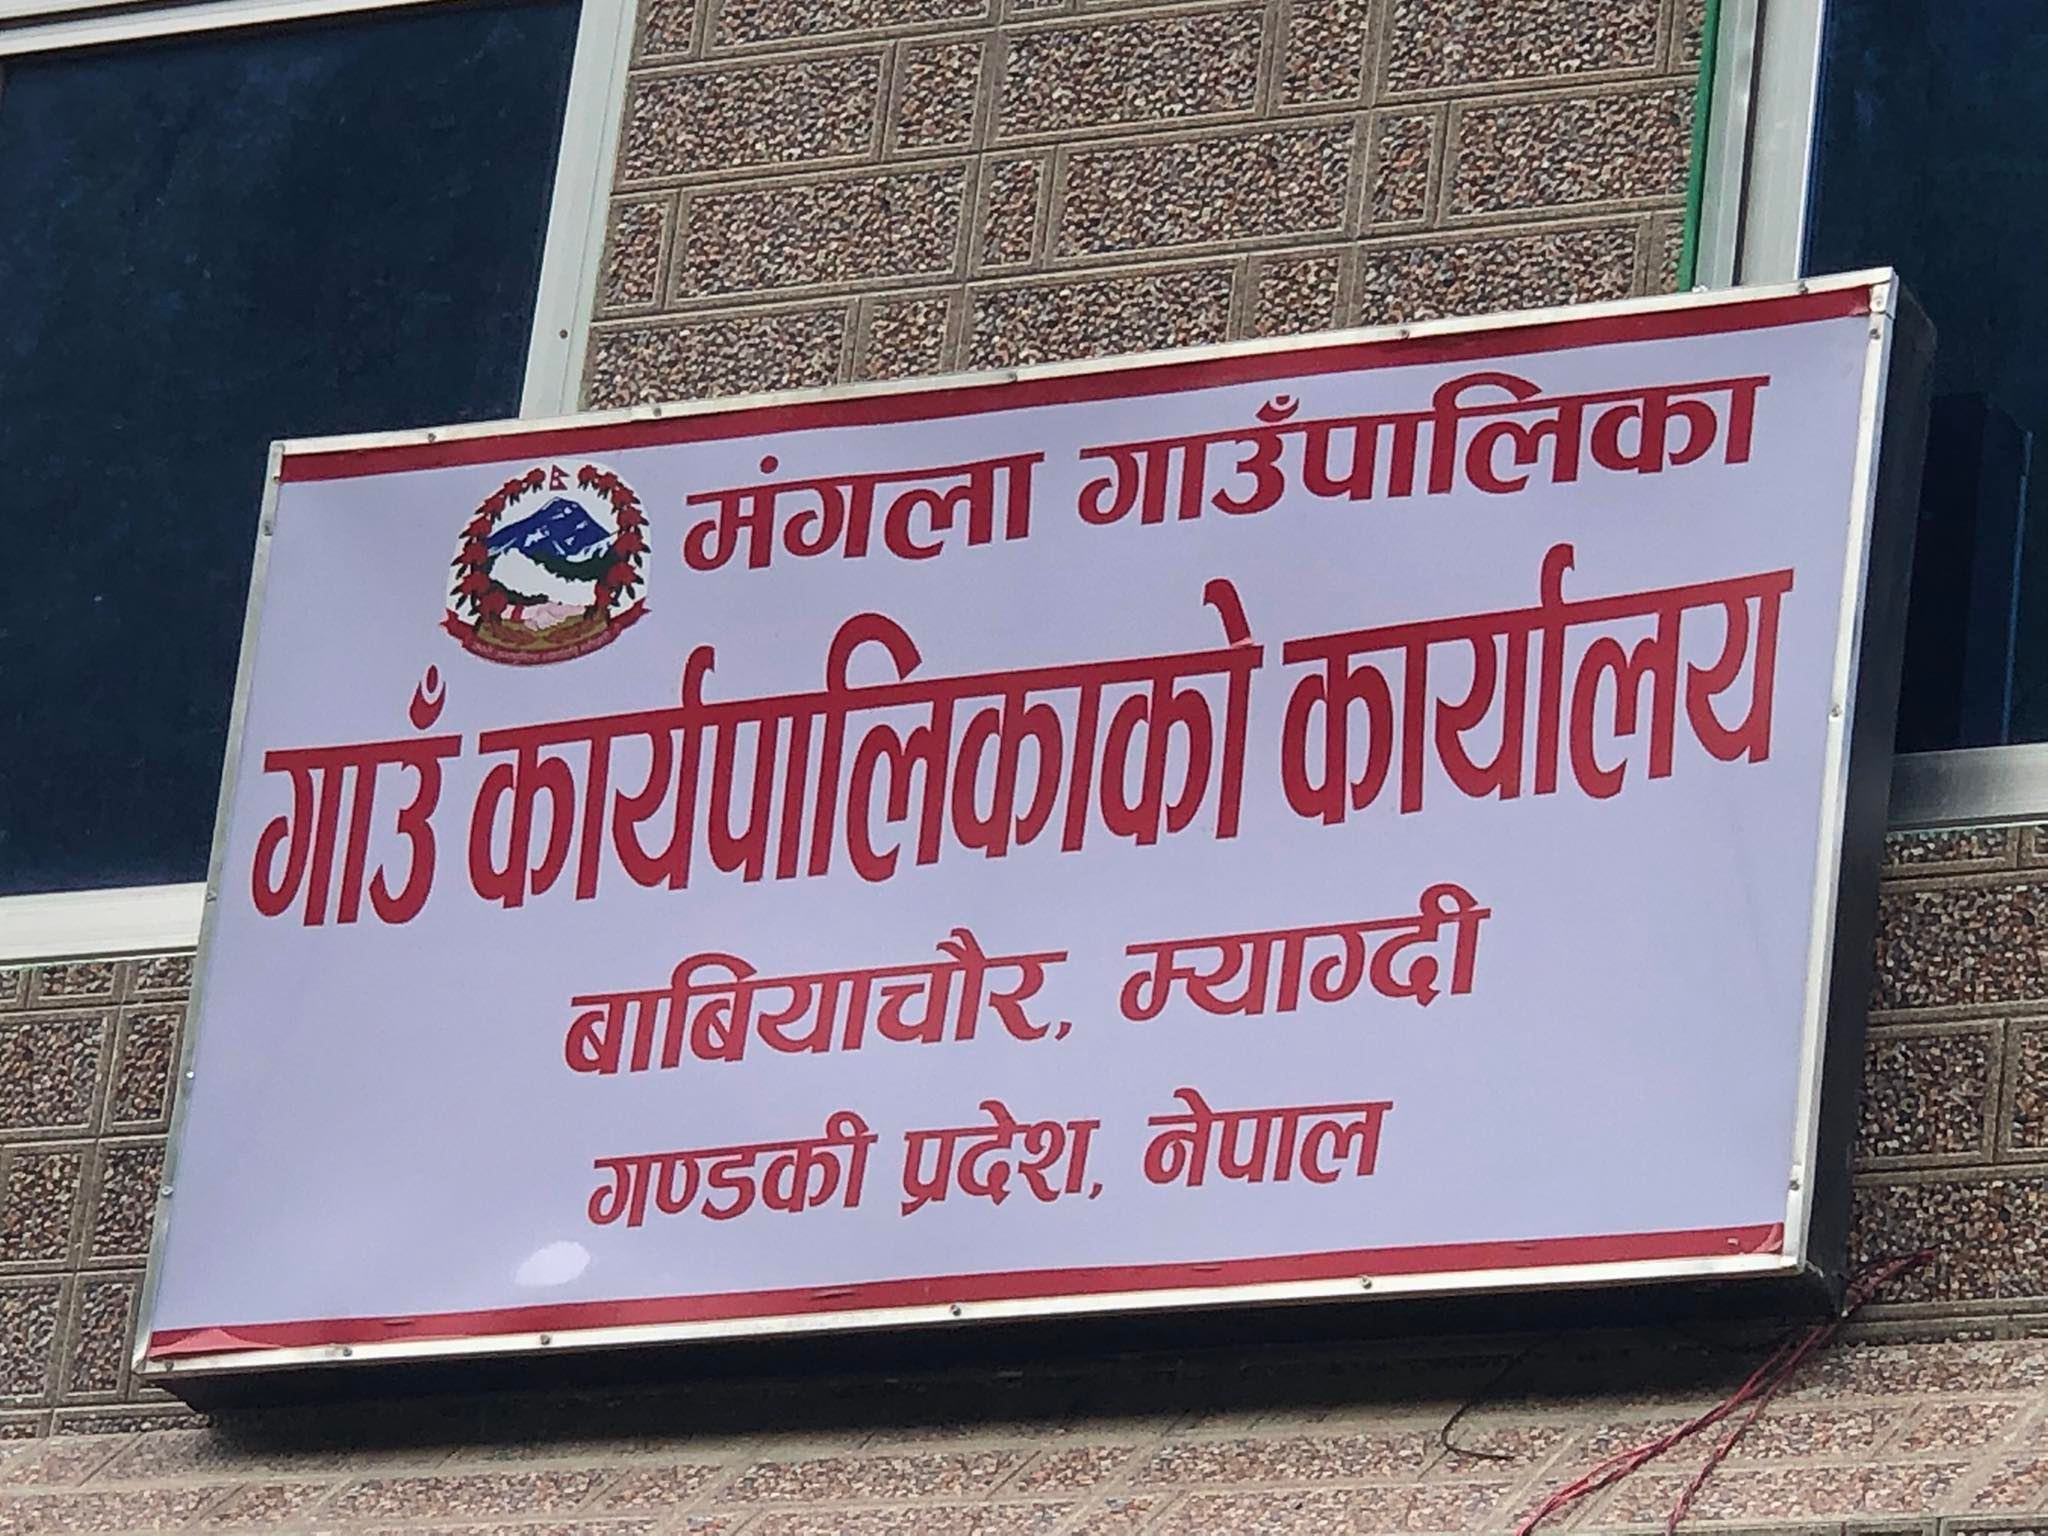 मंगला गाउँपालिका
गाउँ कार्यपालिकाको कार्यालय
बाबियाचौर, म्याग्दी
गण्डकी प्रदेश, नेपाल